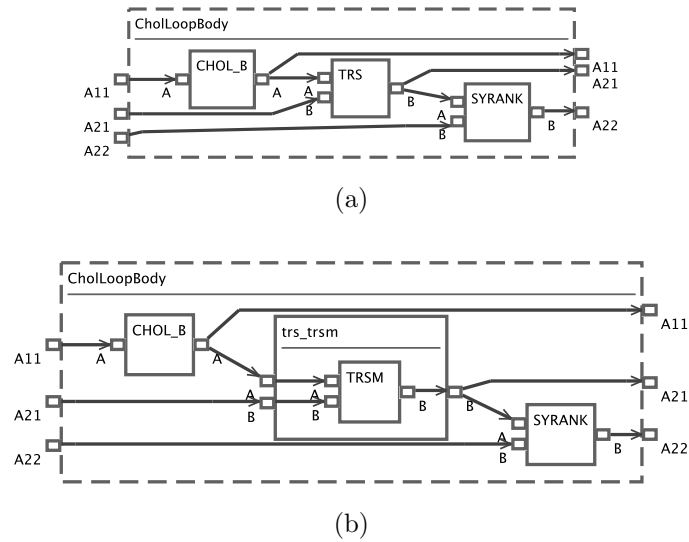 CholLoopBody
CHOL_B
TRS
A11
A
A
A
B
B
A11
A21
SYRANK
A21
A
B
B
A22
A22
(a)
CholLoopBody
trs_trsm
CHOL_B
A11
A
A
A11
TRSM
A
B
A
B
B
B
A21
A21
SYRANK
A
B
B
A22
A22
(b)